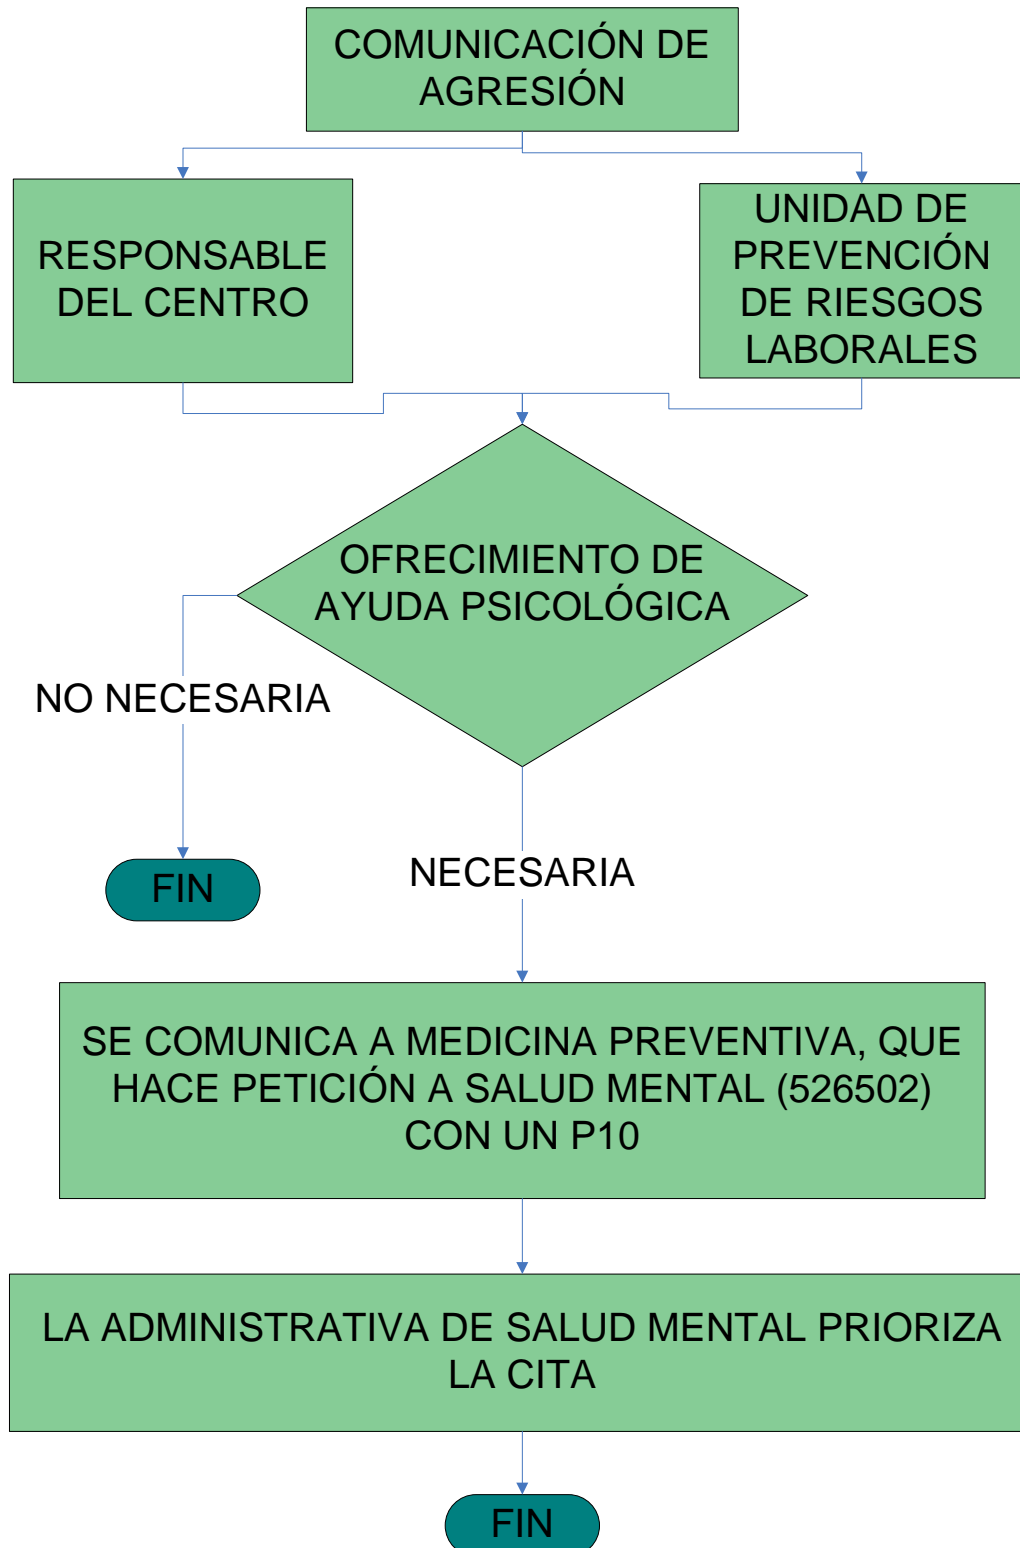 COMUNICACIÓN DE
AGRESIÓN
RESPONSABLE
DEL CENTRO
UNIDAD DE
PREVENCIÓN
DE RIESGOS
LABORALES
OFRECIMIENTO DE
AYUDA PSICOLÓGICA
NO NECESARIA
FIN
NECESARIA
SE COMUNICA A MEDICINA PREVENTIVA, QUE
HACE PETICIÓN A SALUD MENTAL (526502)
CON UN P10
LA ADMINISTRATIVA DE SALUD MENTAL PRIORIZA
LA CITA
FIN